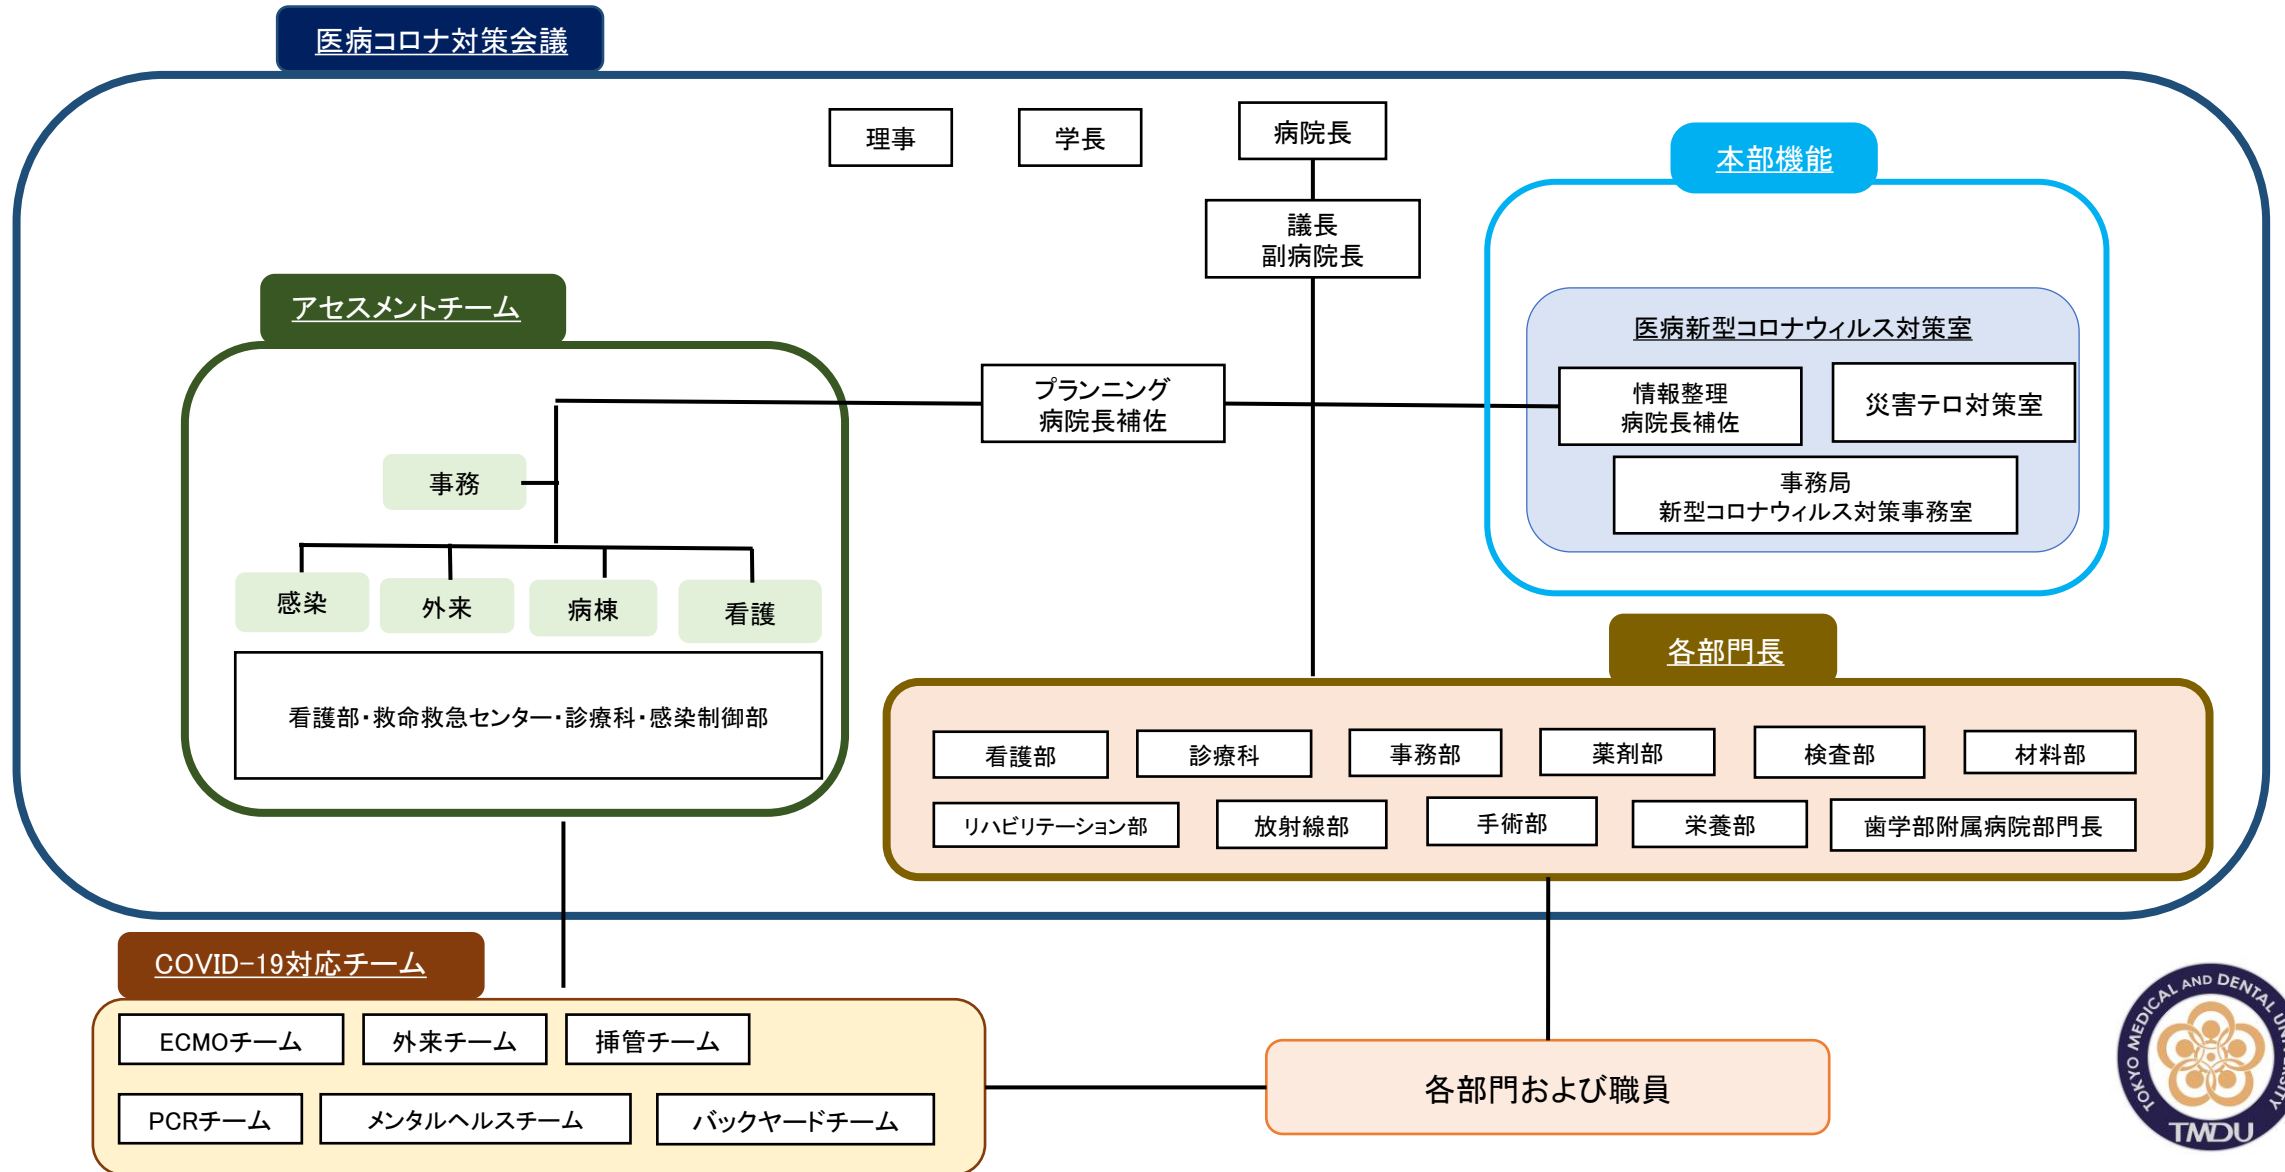 医病コロナ対策会議
理事
学長
病院長
本部機能
議長
副病院長
アセスメントチーム
医病新型コロナウィルス対策室
プランニング
病院長補佐
情報整理
病院長補佐
災害テロ対策室
事務
事務局
新型コロナウィルス対策事務室
感染
外来
病棟
看護
各部門長
看護部・救命救急センター・診療科・感染制御部
看護部
診療科
事務部
薬剤部
検査部
材料部
リハビリテーション部
放射線部
手術部
栄養部
歯学部附属病院部門長
COVID-19対応チーム
ECMOチーム
外来チーム
挿管チーム
PCRチーム
メンタルヘルスチーム
バックヤードチーム
各部門および職員
TOKYO MEDICAL AND DENTAL UNIVERSITY
TMDU